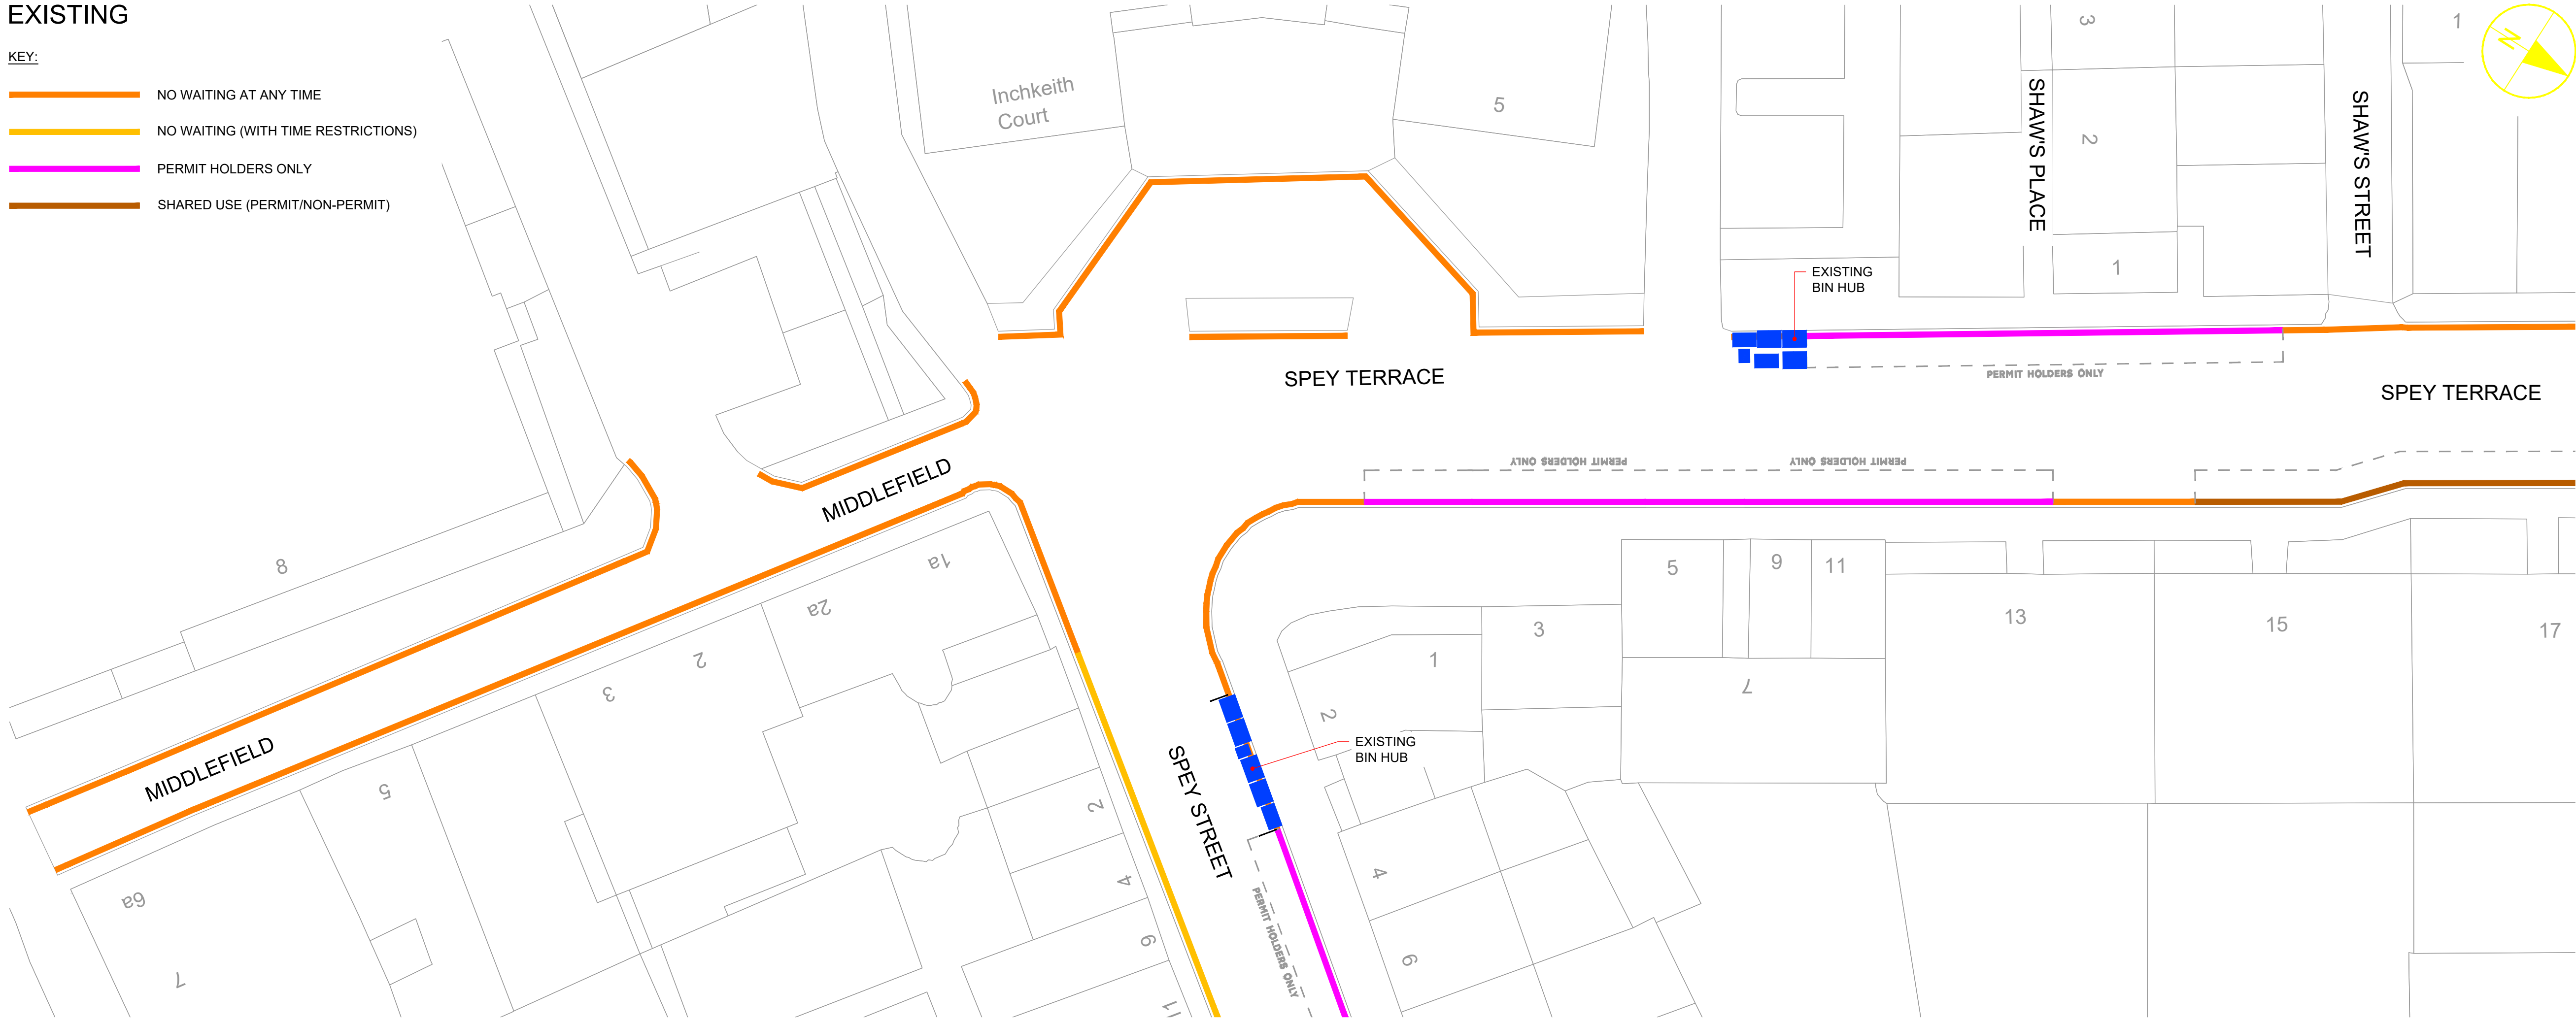 EXISTING
KEY:
NO WAITING AT ANY TIME
NO WAITING (WITH TIME RESTRICTIONS)
PERMIT HOLDERS ONLY
SHARED USE (PERMIT/NON-PERMIT)
Inchkeith
Court
5
3
1
N
SHAW'S PLACE
2
1
SHAW'S STREET
EXISTING
BIN HUB
SPEY TERRACE
PERMIT HOLDERS ONLY
SPEY TERRACE
MIDDLEFIELD
PERMIT HOLDERS ONLY
PERMIT HOLDERS ONLY
8
1a
2a
2
3
5
6a
7
MIDDLEFIELD
5
9
11
13
15
17
3
1
7
2
EXISTING
BIN HUB
SPEY STREET
2
4
6
11
PERMIT HOLDERS ONLY
4
6